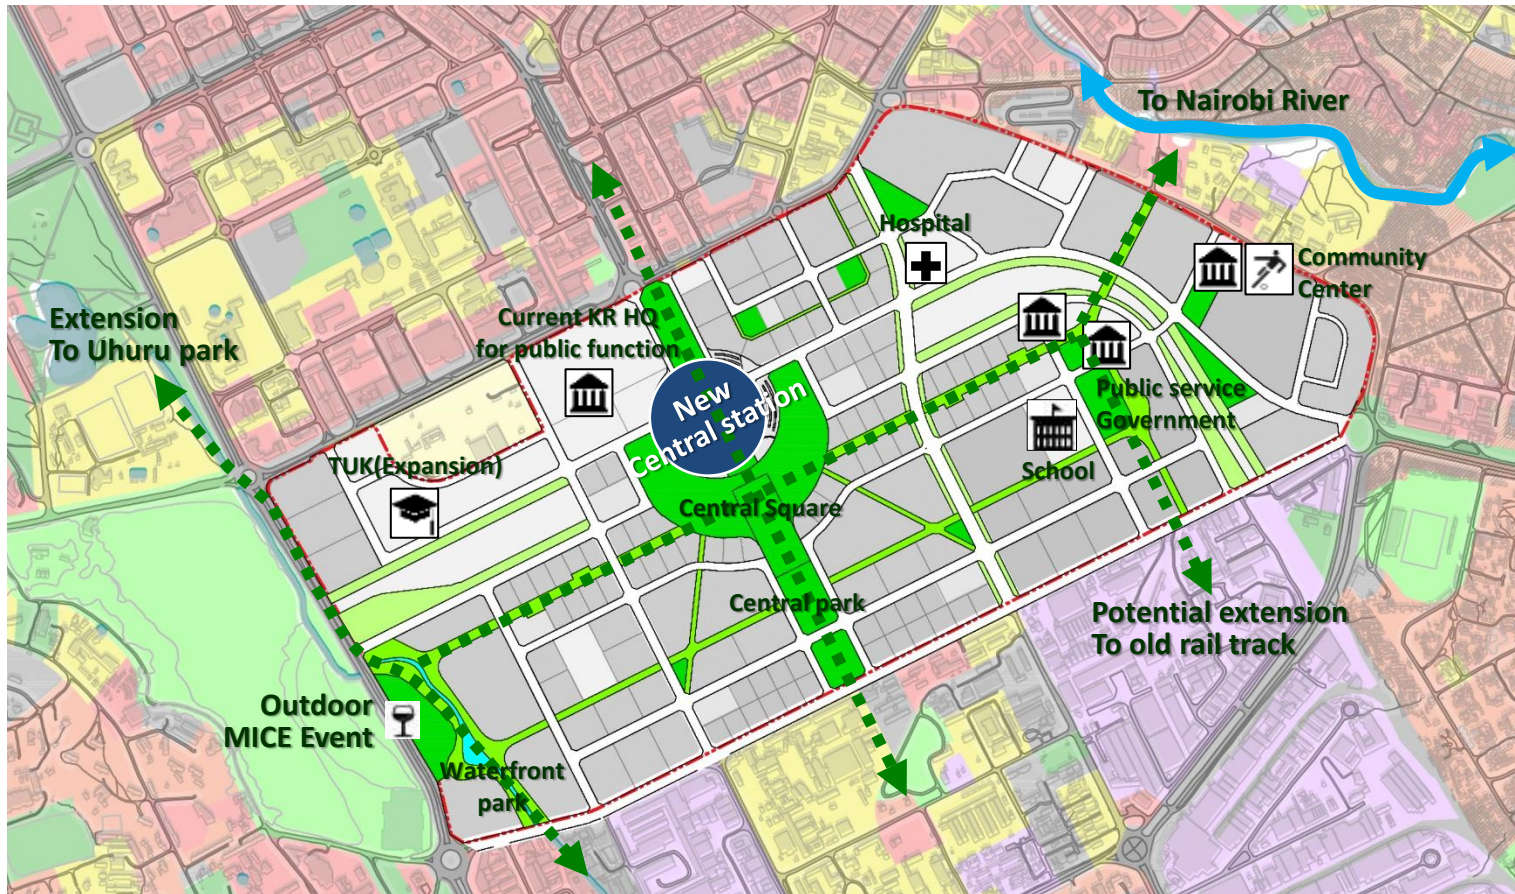 To Nairobi River
Hospital
Community
Center
Extension
To Uhuru park
Current KR HQ
for public function
New
Central station
Public service
Government
TUK(Expansion)
School
Central Square
Central park
Potential extension
To old rail track
Outdoor
MICE Event
Waterfront
park